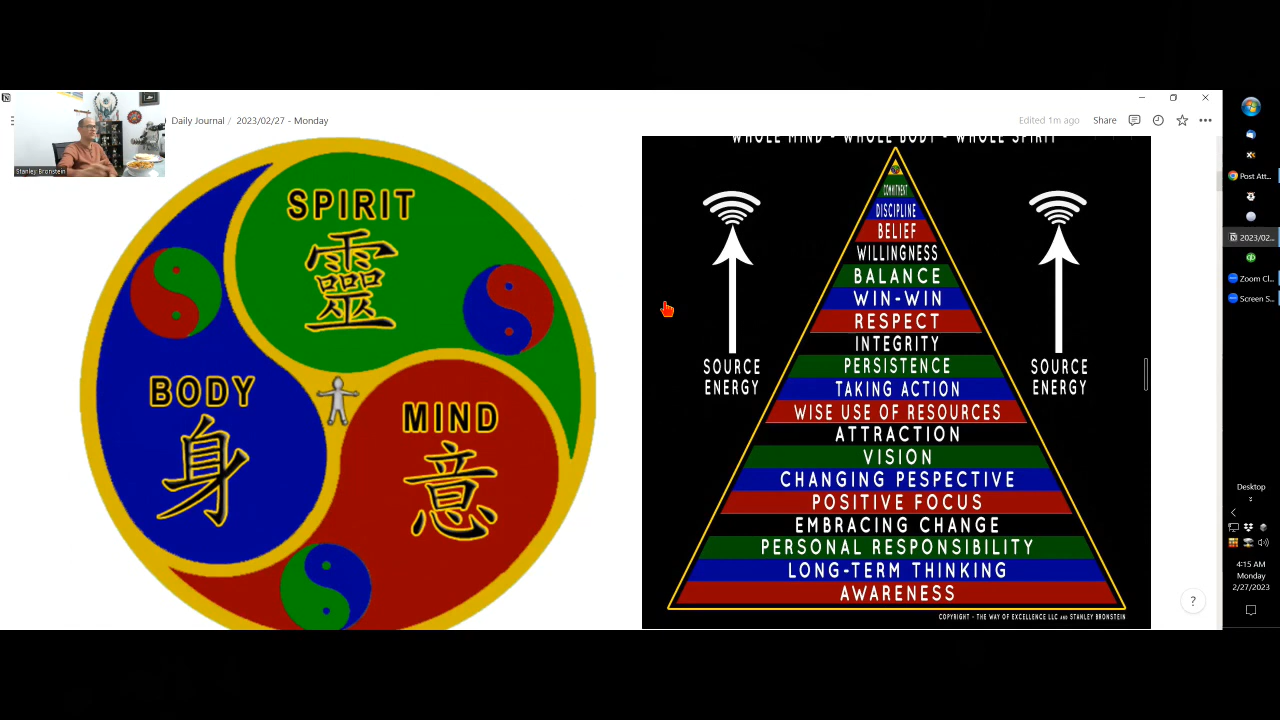 Daily Journal / 2023/02/27 - Monday
Edited 1m ago
Share
Stanley Bronstein
SPIRIT
靈
BODY
身
MIND
意
WHOLE MIND - WHOLE BODY - WHOLE SPIRIT
COMMITMENT
DISCIPLINE
BELIEF
WILLINGNESS
BALANCE
WIN-WIN
RESPECT
INTEGRITY
PERSISTENCE
TAKING ACTION
WISE USE OF RESOURCES
ATTRACTION
VISION
CHANGING PESPECTIVE
POSITIVE FOCUS
EMBRACING CHANGE
PERSONAL RESPONSIBILITY
LONG-TERM THINKING
AWARENESS
SOURCE
ENERGY
SOURCE
ENERGY
COPYRIGHT - THE WAY OF EXCELLENCE LLC AND STANLEY BRONSTEIN
?
Post Att...
2023/02...
Zoom Cl...
Screen S...
Desktop
4:15 AM
Monday
2/27/2023